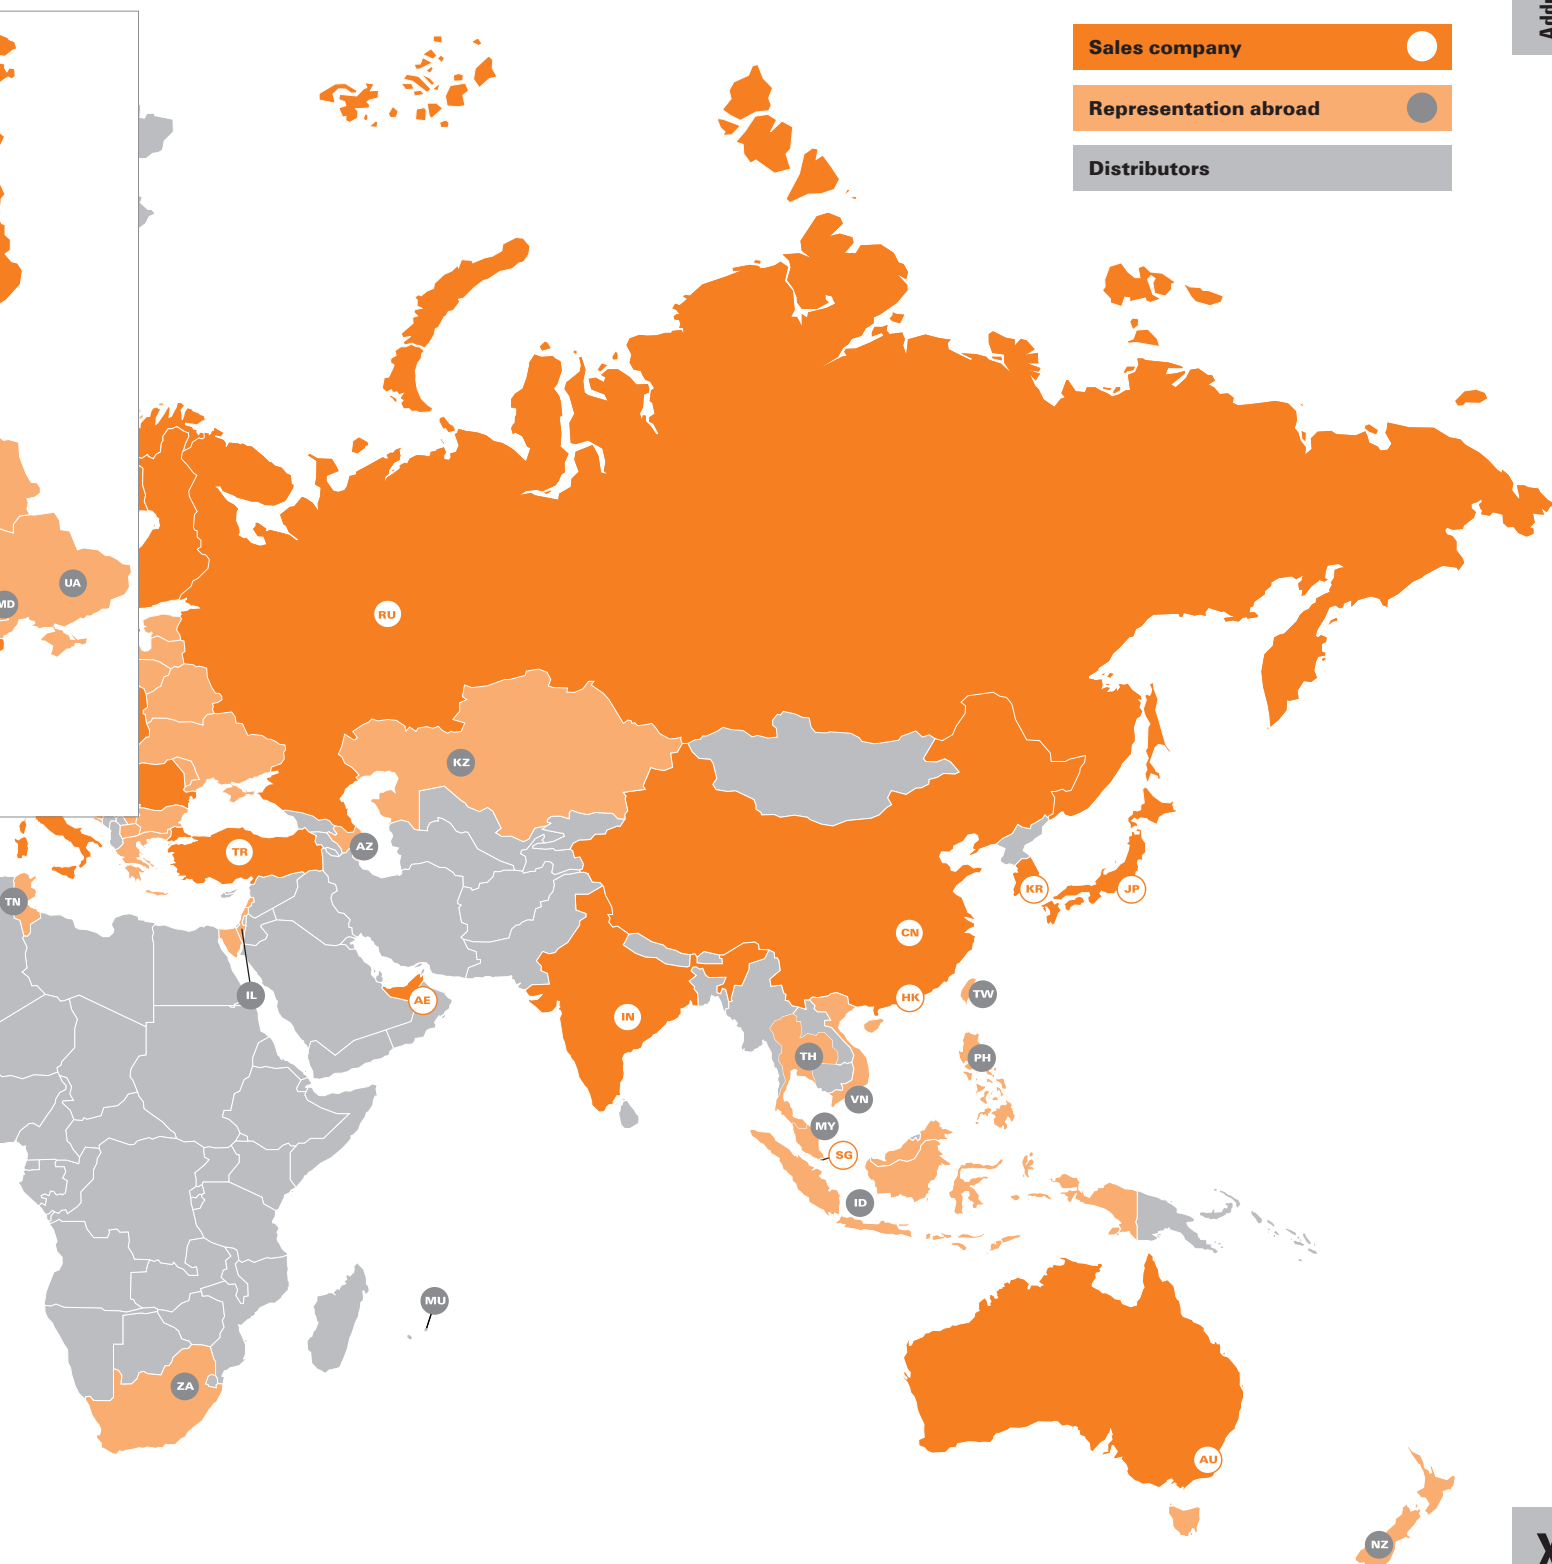 Sales company
Representation abroad
Distributors
UA
MD
RU
KZ
TR
AZ
KR
JP
TN
CN
IL
AE
HK
TW
IN
TH
PH
VN
MY
SG
ID
MU
ZA
AU
NZ